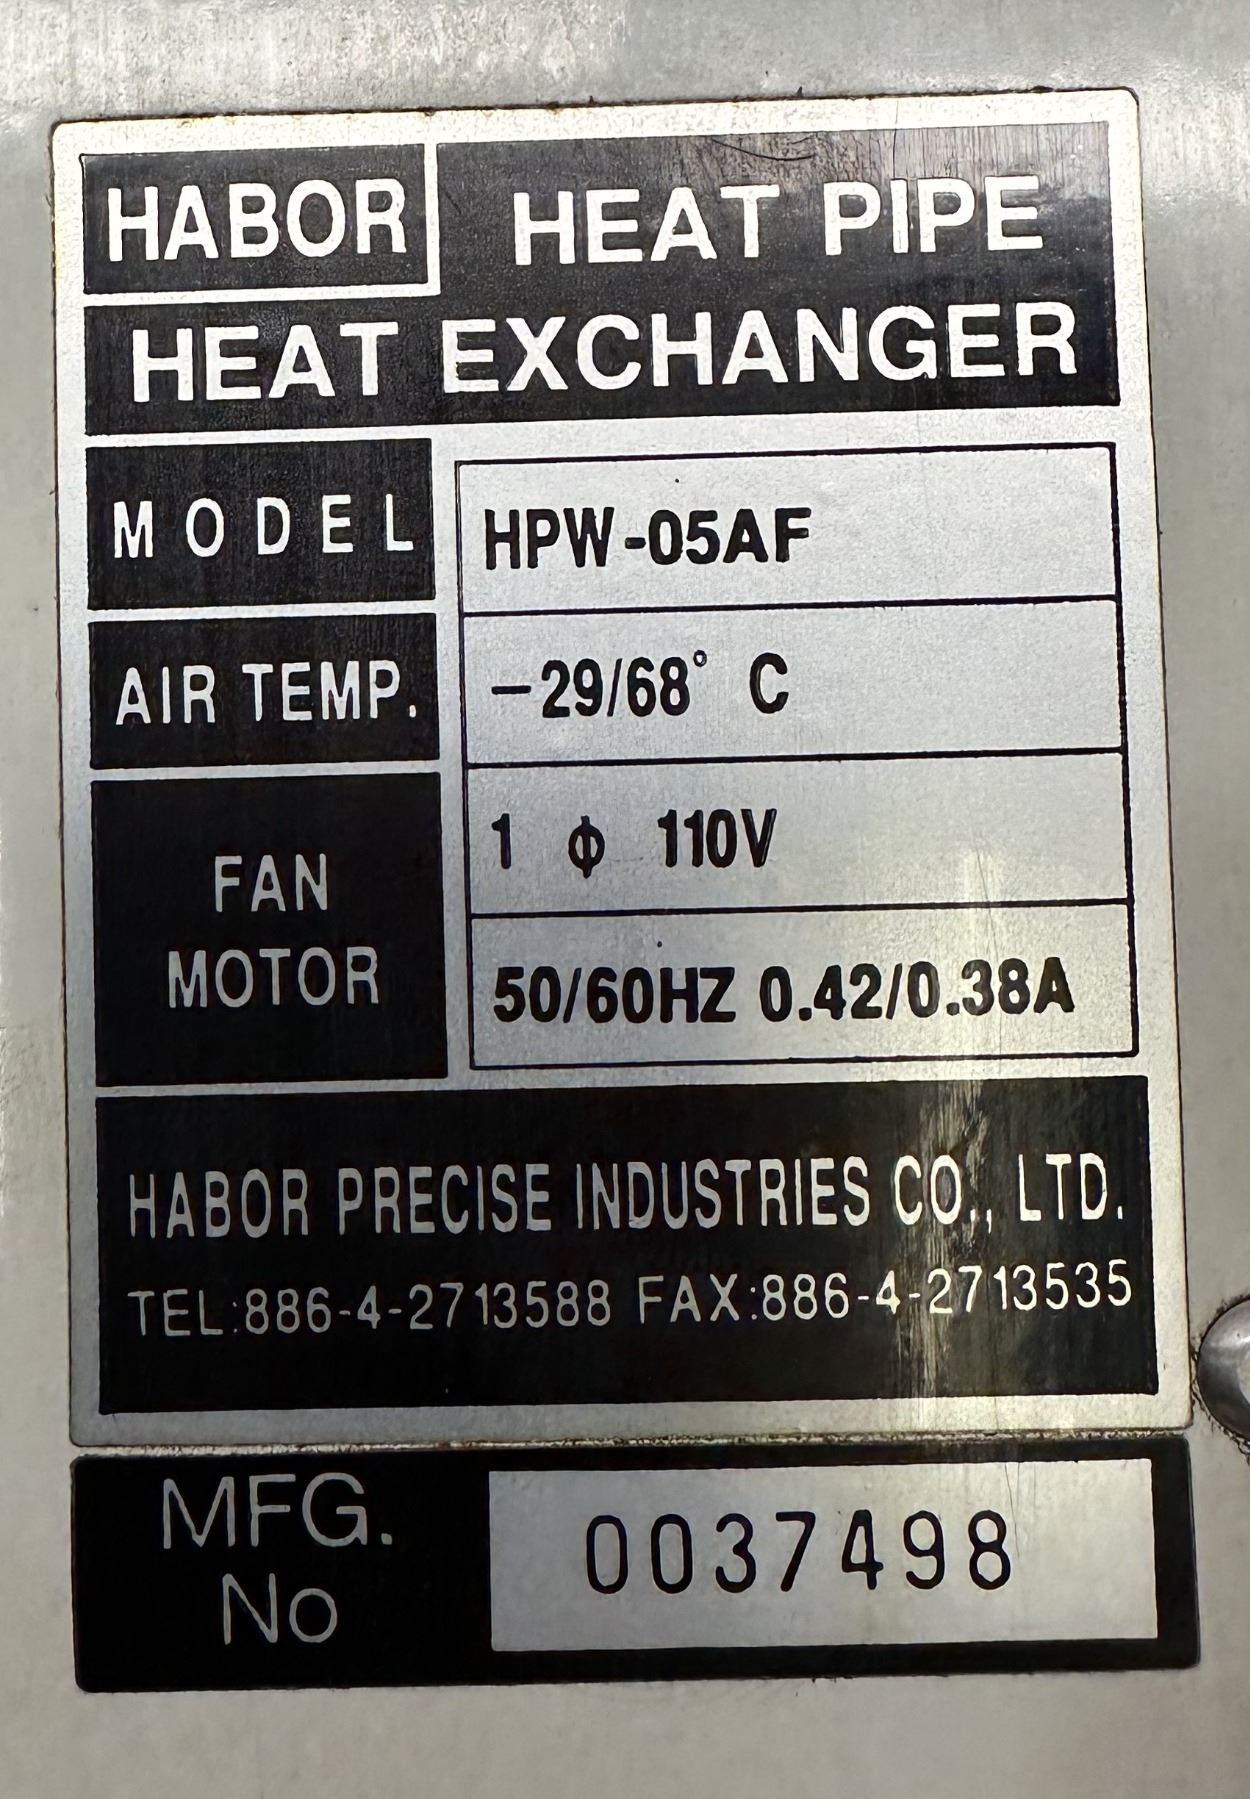 HABOR HEAT PIPE
HEAT EXCHANGER
MODEL HPW-05AF
AIR TEMP. -29/68° C
FAN MOTOR
1 ϕ 110V
50/60HZ 0.42/0.38A
HABOR PRECISE INDUSTRIES CO., LTD.
TEL:886-4-2713588 FAX:886-4-2713535
MFG.
No
0037498